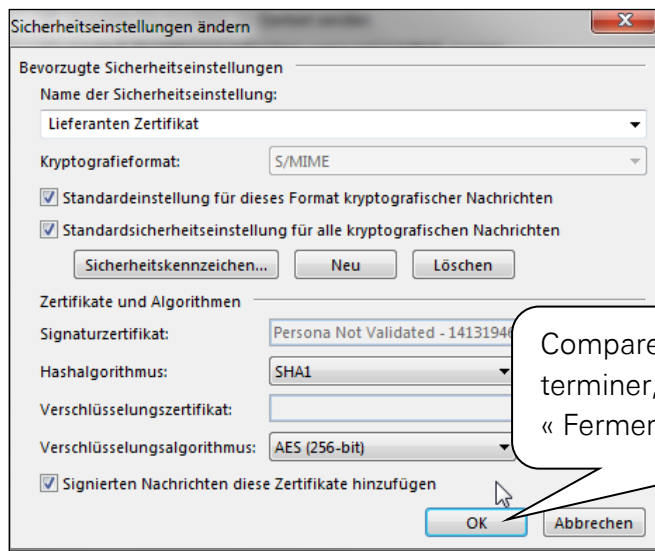 Sicherheitseinstellungen ändern
Bevorzugte Sicherheitseinstellungen
Name der Sicherheitseinstellung:
Lieferanten Zertifikat
Kryptografieformat: S/MIME
Standardeinstellung für dieses Format kryptografischer Nachrichten
Standardsicherheitseinstellung für alle kryptografischen Nachrichten
Sicherheitskennzeichen... Neu Löschen
Zertifikate und Algorithmen
Signaturzertifikat: Persona Not Validated - 14131946
Hashalgorithmus: SHA1
Verschlüsselungszertifikat:
Verschlüsselungsalgorithmus: AES (256-bit)
Signierten Nachrichten diese Zertifikate hinzufügen
OK Abbrechen
Compare
terminer,
« Fermer